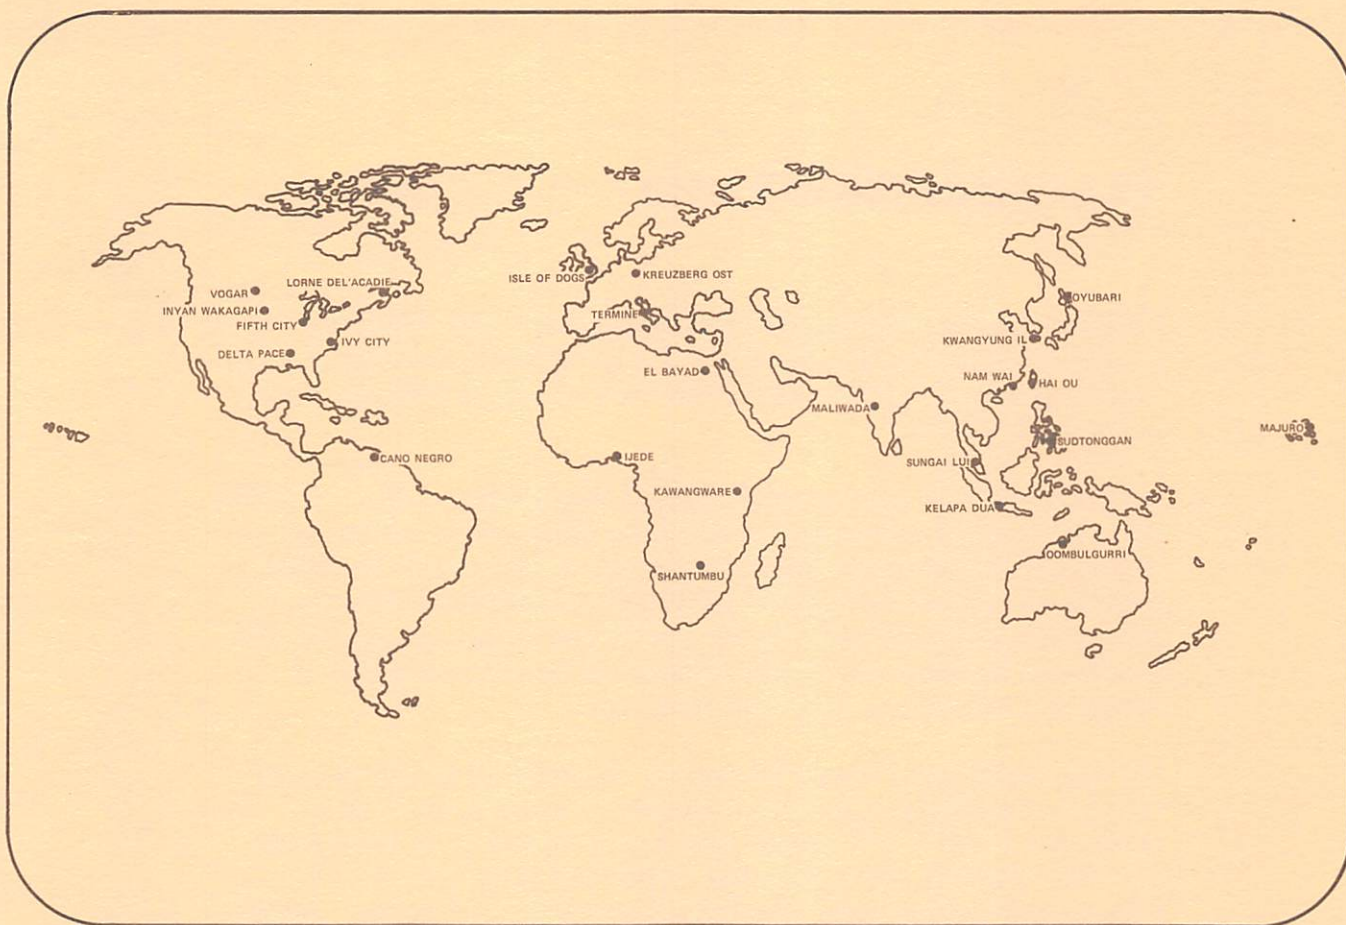 ISLE OF DOGS
KREUZBERG OST
LORNE DEL'ACADIE
VOGAR
OYUBARI
INYAN WAKAGAPI
TERMINE
FIFTH CITY
IVY CITY
KWANGYUNG IL
DELTA PACE
EL BAYAD
NAM WAI
HAI OU
MALIWADA
MAJURO
SUDTONGGAN
CANO NEGRO
IJEDE
SUNGAI LUI
KAWANGWARE
KELAPA DUA
OOMBULGURRI
SHANTUMBU